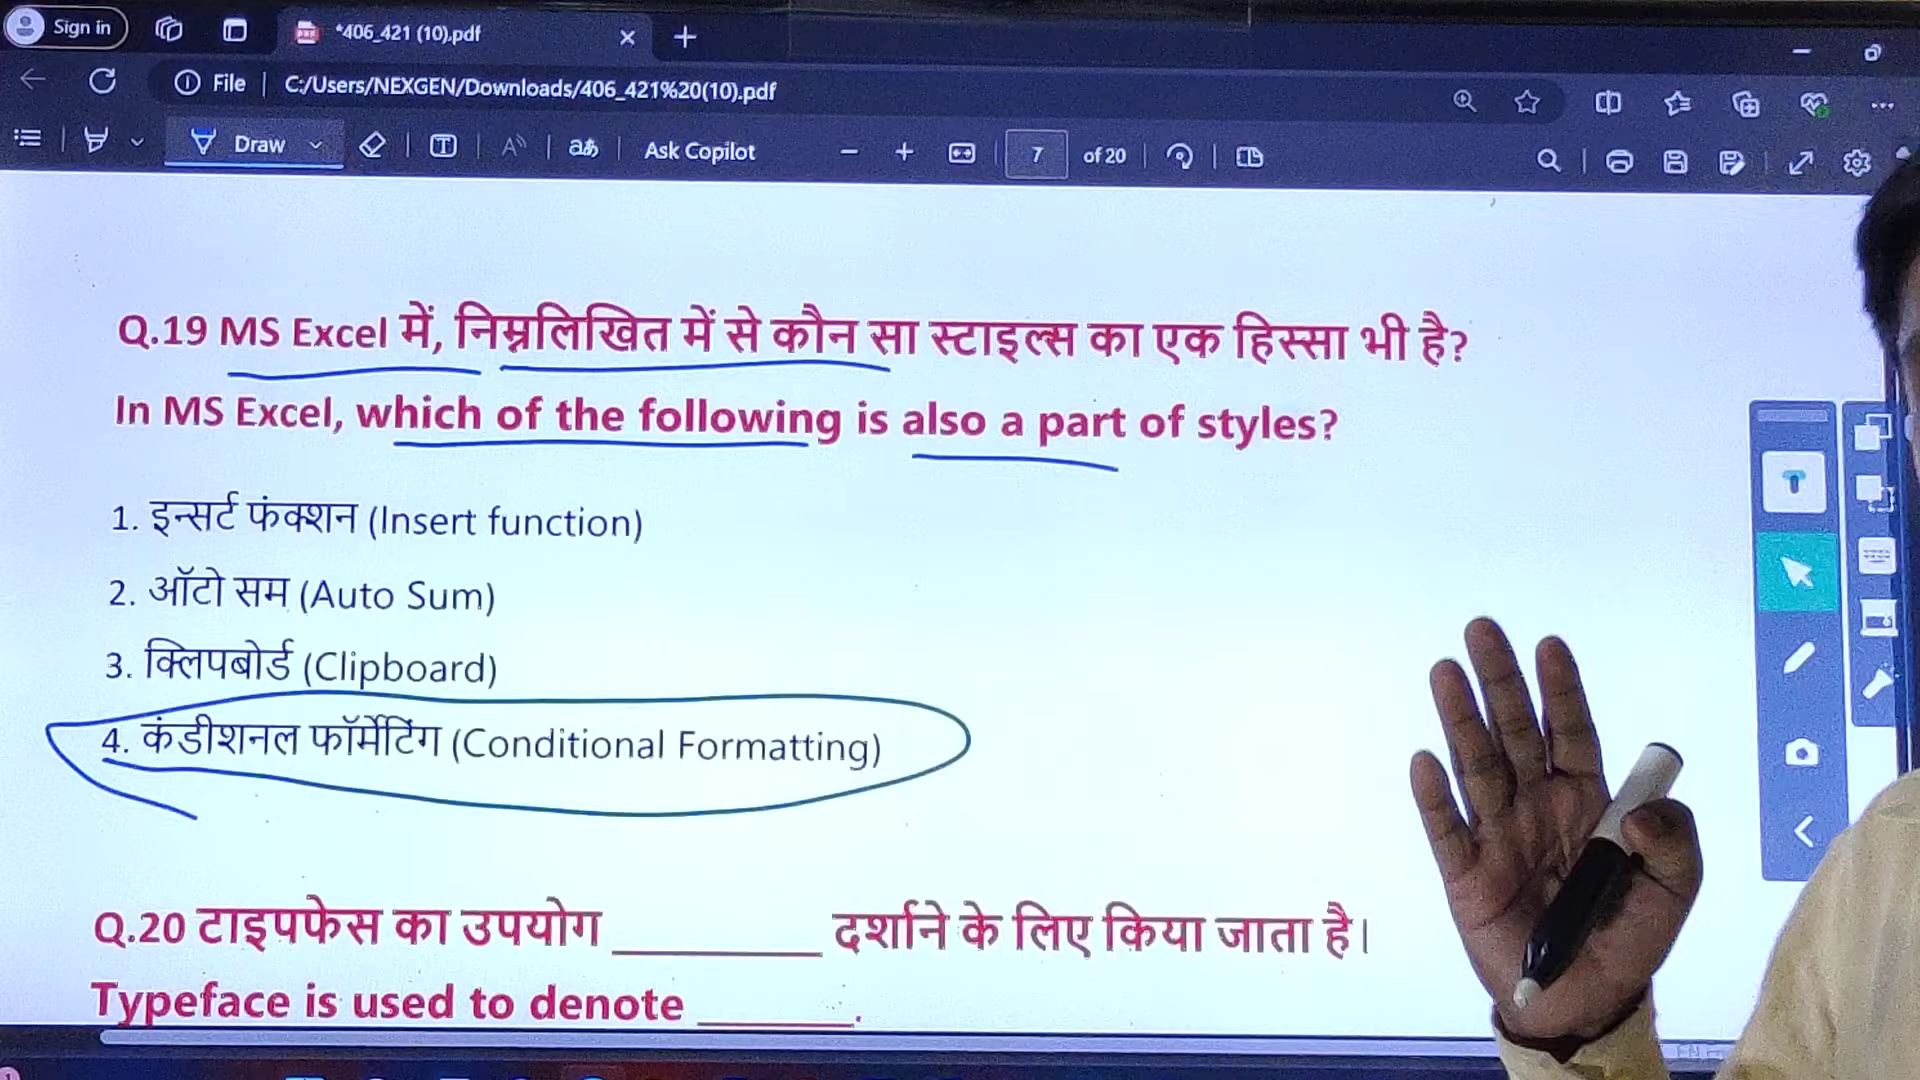 Sign in
*406_421 (10).pdf
File
C:/Users/NEXGEN/Downloads/406_421%20(10).pdf
Draw
Ask Copilot
7 of 20
Q.19 MS Excel में, निम्नलिखित में से कौन सा स्टाइल्स का एक हिस्सा भी है?
In MS Excel, which of the following is also a part of styles?
1. इन्सर्ट फंक्शन (Insert function)
2. ऑटो सम (Auto Sum)
3. क्लिपबोर्ड (Clipboard)
4. कंडीशनल फॉर्मेटिंग (Conditional Formatting)
Q.20 टाइपफेस का उपयोग ________ दर्शाने के लिए किया जाता है।
Typeface is used to denote ______.